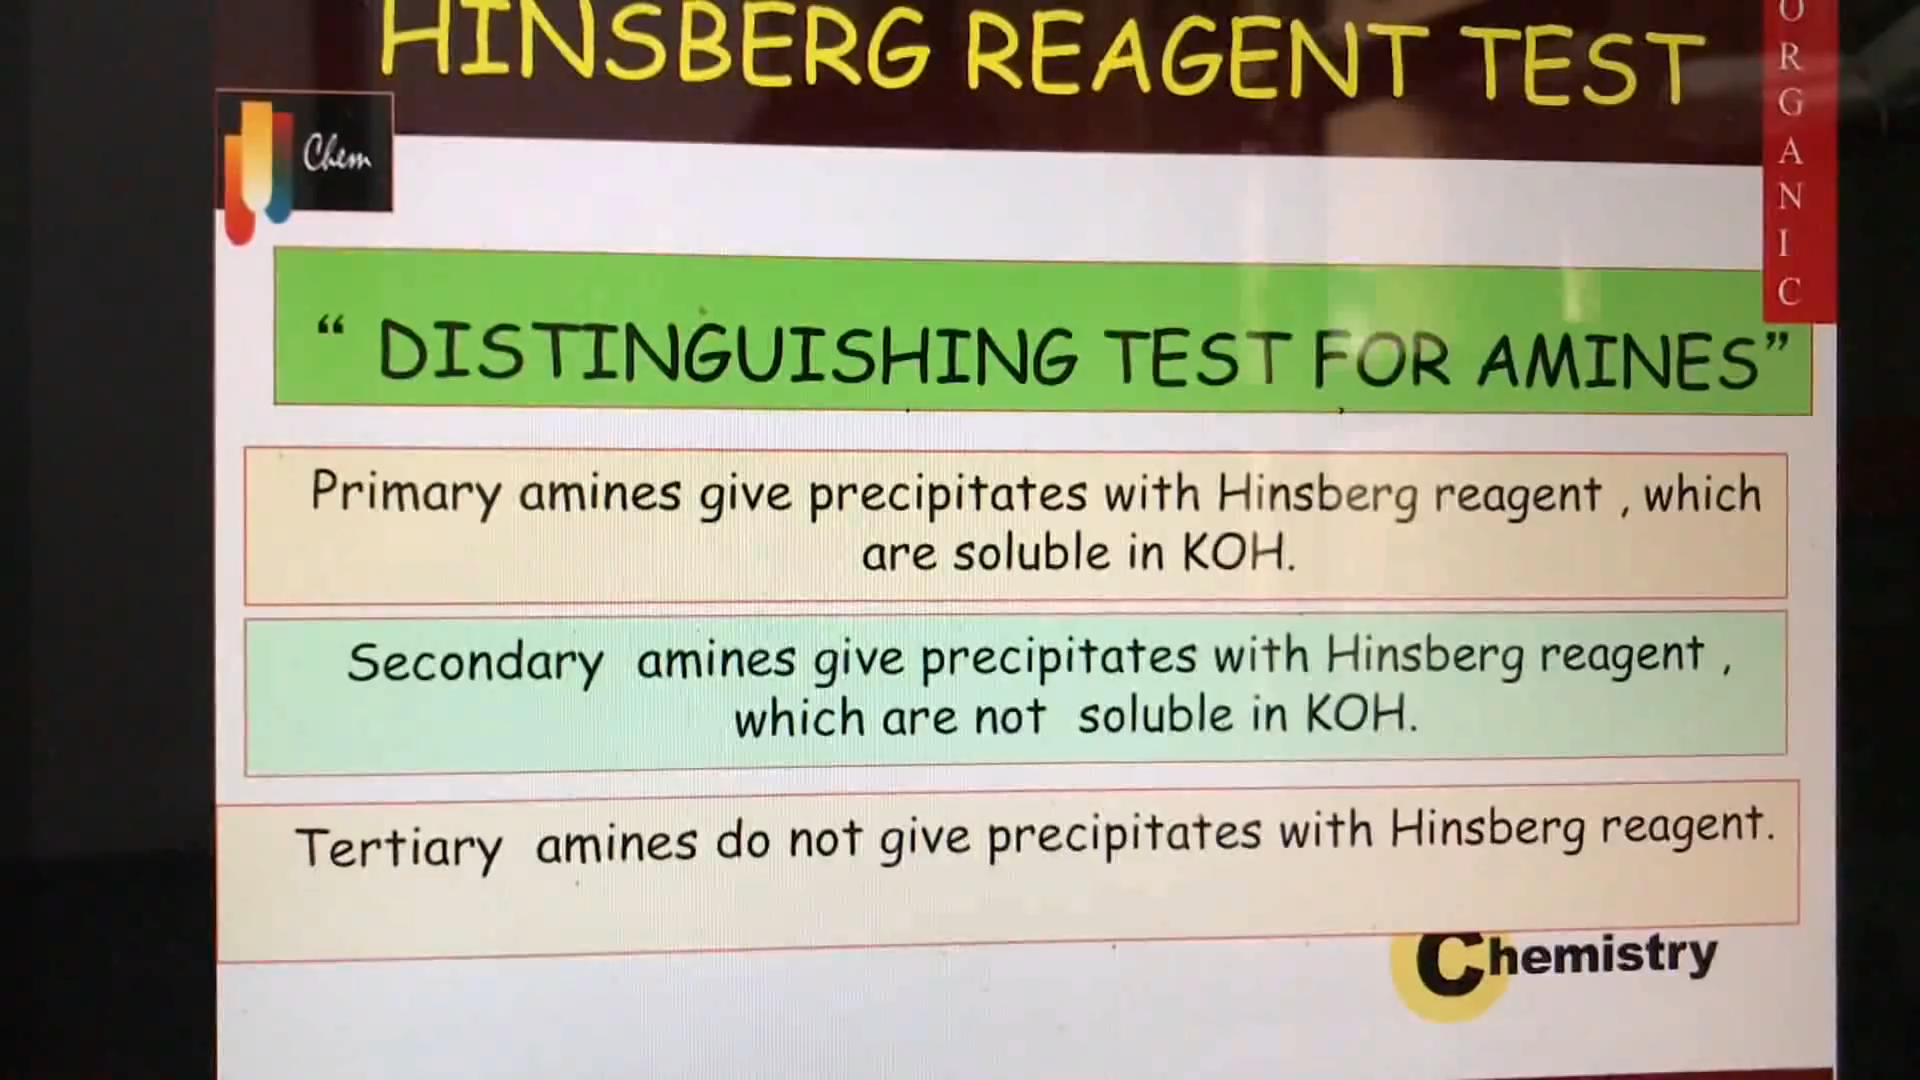 HINSBERG REAGENT TEST
O
R
G
A
N
I
C
Chem
“ DISTINGUISHING TEST FOR AMINES”
Primary amines give precipitates with Hinsberg reagent , which
are soluble in KOH.
Secondary amines give precipitates with Hinsberg reagent ,
which are not soluble in KOH.
Tertiary amines do not give precipitates with Hinsberg reagent.
Chemistry